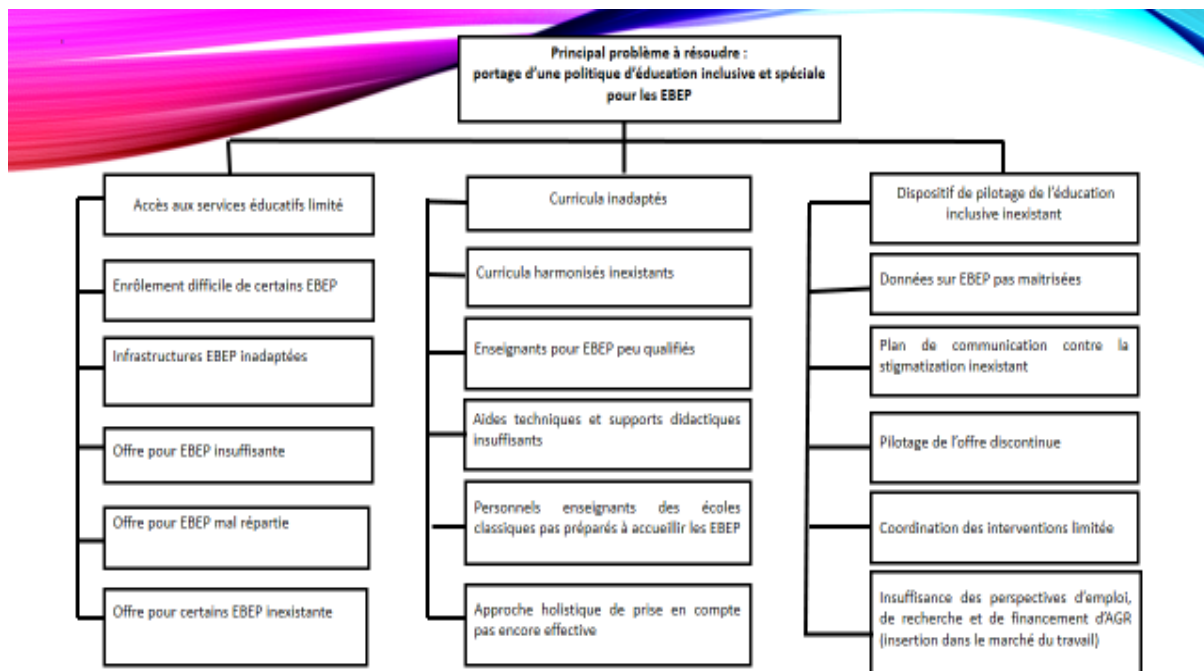 Principal problème à résoudre :
portage d'une politique d'éducation inclusive et spéciale
pour les EBEP
Accès aux services éducatifs limité
Enrôlement difficile de certains EBEP
Infrastructures EBEP inadaptées
Offre pour EBEP insuffisante
Offre pour EBEP mal répartie
Offre pour certains EBEP inexistante
Curricula inadaptés
Curricula harmonisés inexistants
Enseignants pour EBEP peu qualifiés
Aides techniques et supports didactiques
insuffisants
Personnels enseignants des écoles
classiques pas préparés à accueillir les EBEP
Approche holistique de prise en compte
pas encore effective
Dispositif de pilotage de l'éducation
inclusive inexistant
Données sur EBEP pas maitrisées
Plan de communication contre la
stigmatization inexistant
Pilotage de l'offre discontinue
Coordination des interventions limitée
Insuffisance des perspectives d'emploi,
de recherche et de financement d'AGR
(insertion dans le marché du travail)